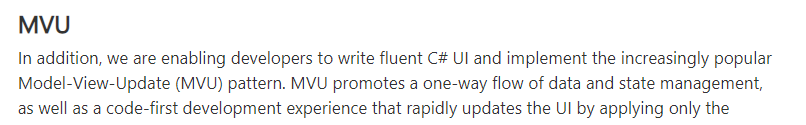 MVU
In addition, we are enabling developers to write fluent C# UI and implement the increasingly popular
Model-View-Update (MVU) pattern. MVU promotes a one-way flow of data and state management,
as well as a code-first development experience that rapidly updates the UI by applying only the